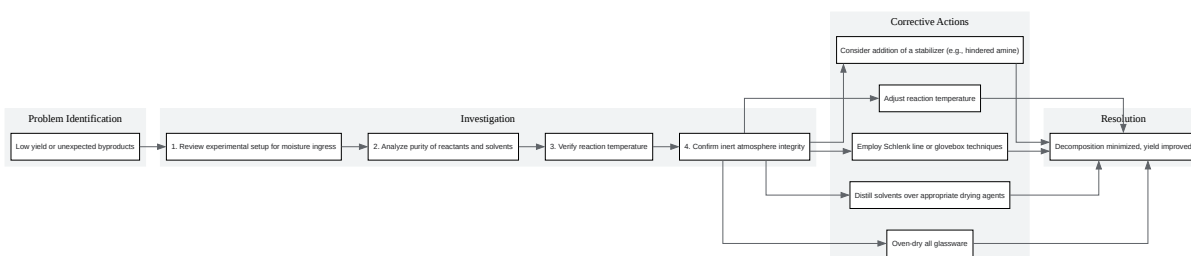 Corrective Actions
Consider addition of a stabilizer (e.g., hindered amine)
Adjust reaction temperature
Problem Identification
Investigation
Resolution
Low yield or unexpected byproducts
1. Review experimental setup for moisture ingress
2. Analyze purity of reactants and solvents
3. Verify reaction temperature
4. Confirm inert atmosphere integrity
Employ Schlenk line or glovebox techniques
Decomposition minimized, yield improved
Distill solvents over appropriate drying agents
Oven-dry all glassware